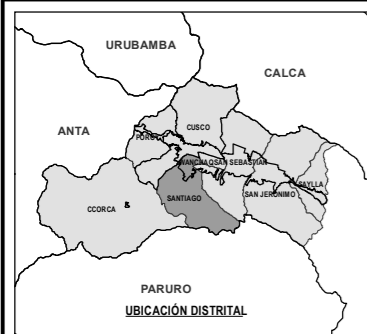 URUBAMBA
CALCA
ANTA
CUSCO
POROY
WANCHAQ
SAN SEBASTIAN
SAYLLA
SANTIAGO
SAN JERONIMO
CCORCA
PARURO
UBICACIÓN DISTRITAL